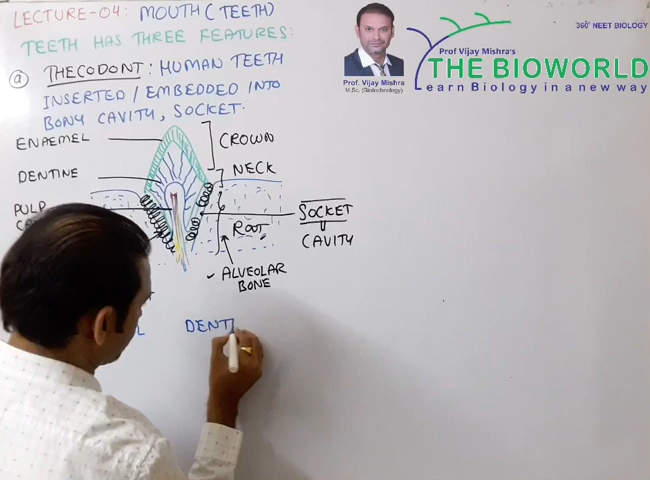 LECTURE-04: MOUTH (TEETH)
TEETH HAS THREE FEATURES:
ⓐ THECODONT: HUMAN TEETH
INSERTED / EMBEDDED INTO
BONY CAVITY, SOCKET.
ENAEMEL
CROWN
DENTINE
NECK
PULP
ROOT
SOCKET
CAVITY
ALVEOLAR
BONE
DENT
Prof. Vijay Mishra
M.Sc. (Biotechnology)
360° NEET BIOLOGY
Prof Vijay Mishra's
THE BIOWORLD
Learn Biology in a new way